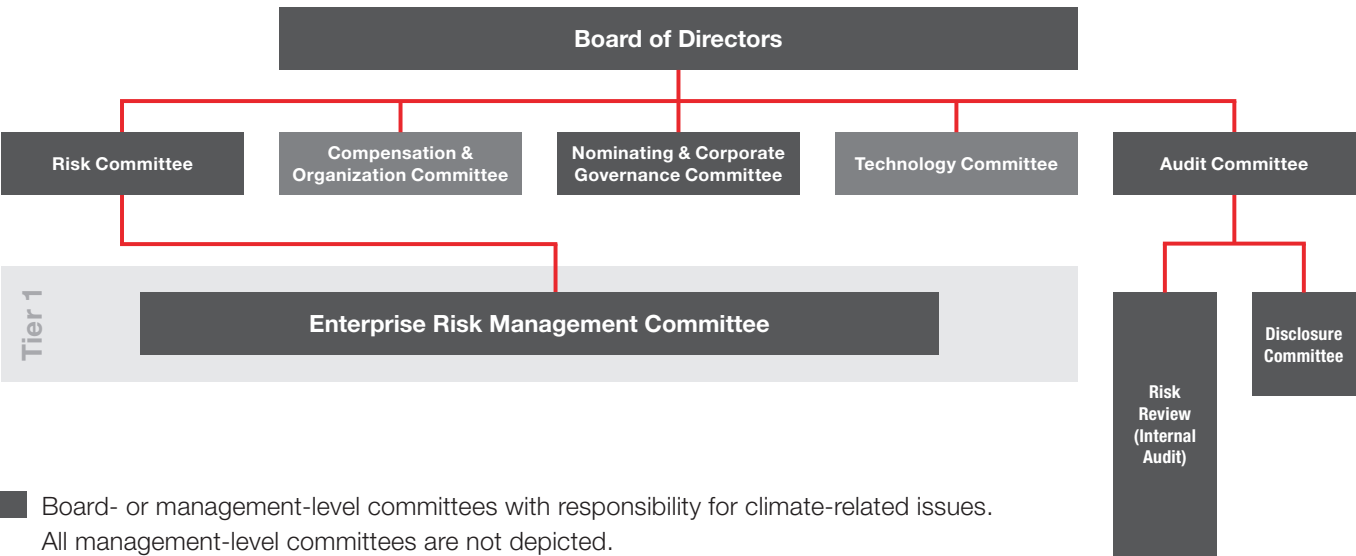 Board of Directors
Risk Committee
Compensation &
Organization Committee
Nominating & Corporate
Governance Committee
Technology Committee
Audit Committee
Tier 1
Enterprise Risk Management Committee
Risk
Review
(Internal
Audit)
Disclosure
Committee
Board- or management-level committees with responsibility for climate-related issues.
All management-level committees are not depicted.